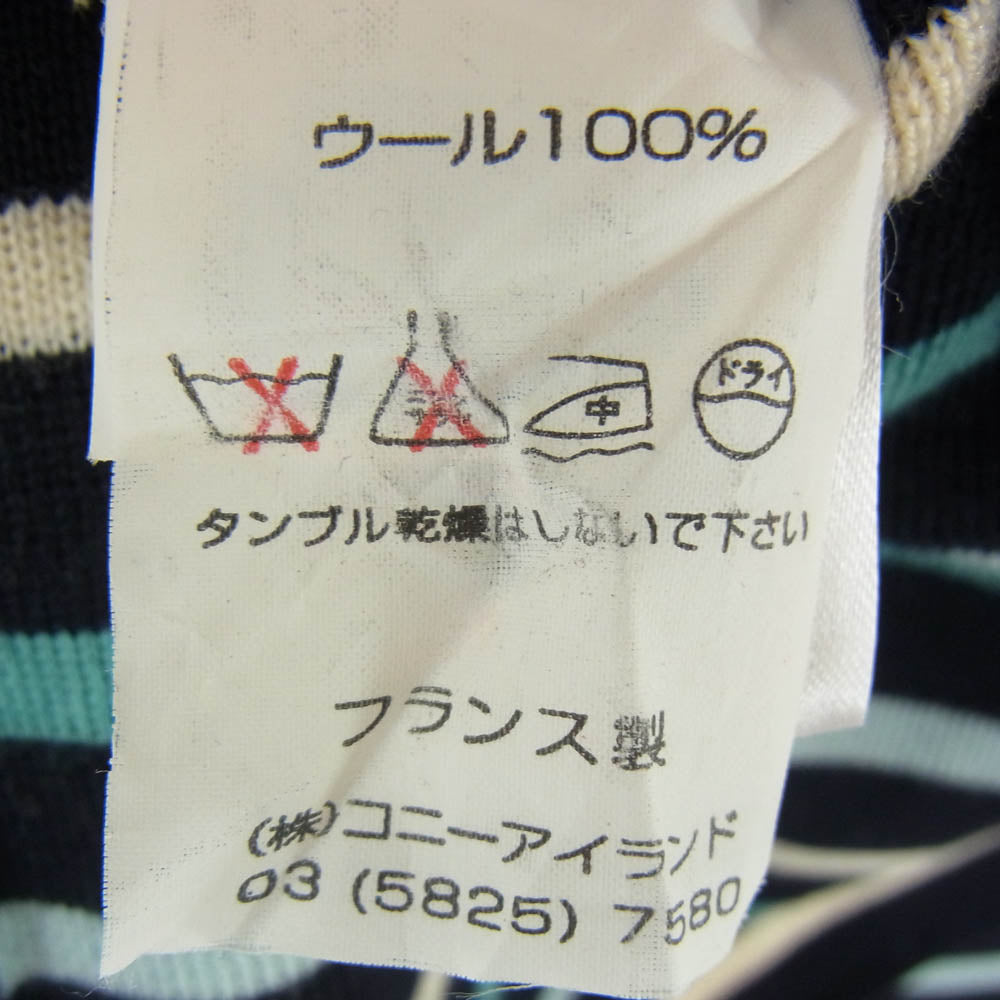 ウール100%
中 ドライ
タンブル乾燥はしないで下さい
フランス製
(株)コニーアイランド
03 (5825) 7580